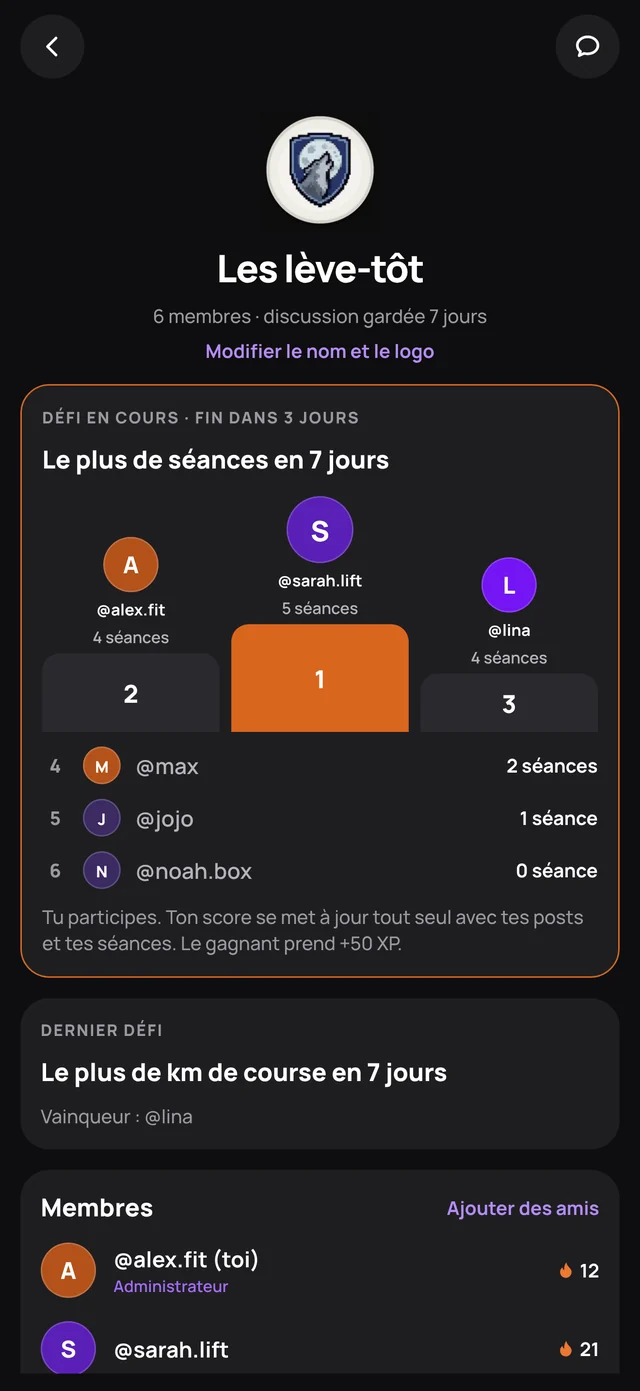 Les lève-tôt
6 membres · discussion gardée 7 jours
Modifier le nom et le logo
DÉFI EN COURS · FIN DANS 3 JOURS
Le plus de séances en 7 jours
A
@alex.fit
4 séances
2
S
@sarah.lift
5 séances
1
L
@lina
4 séances
3
4 M @max 2 séances
5 J @jojo 1 séance
6 N @noah.box 0 séance
Tu participes. Ton score se met à jour tout seul avec tes posts
et tes séances. Le gagnant prend +50 XP.
DERNIER DÉFI
Le plus de km de course en 7 jours
Vainqueur : @lina
Membres Ajouter des amis
A @alex.fit (toi) 12
Administrateur
S @sarah.lift 21